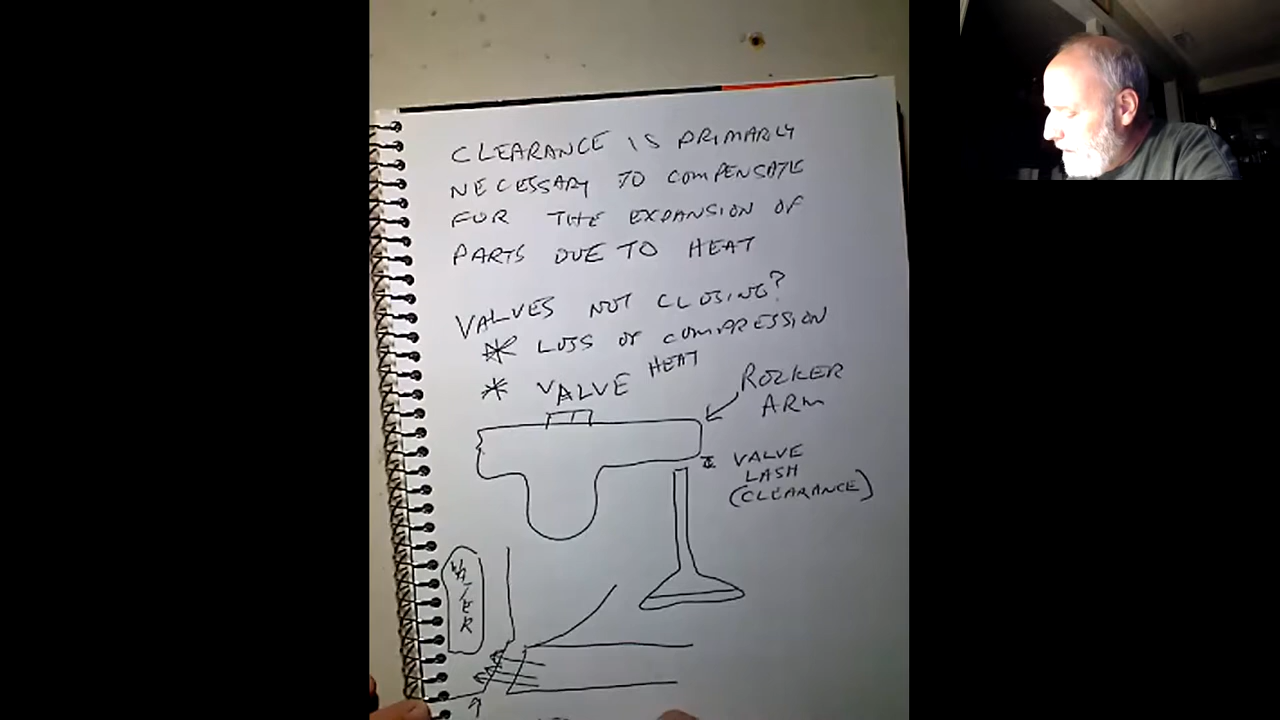 CLEARANCE IS PRIMARILY
NECESSARY TO COMPENSATE
FOR THE EXPANSION OF
PARTS DUE TO HEAT
VALVES NOT CLOSING?
* LOSS OF COMPRESSION
* VALVE HEAT
ROCKER
ARM
VALVE
LASH
(CLEARANCE)
WATER